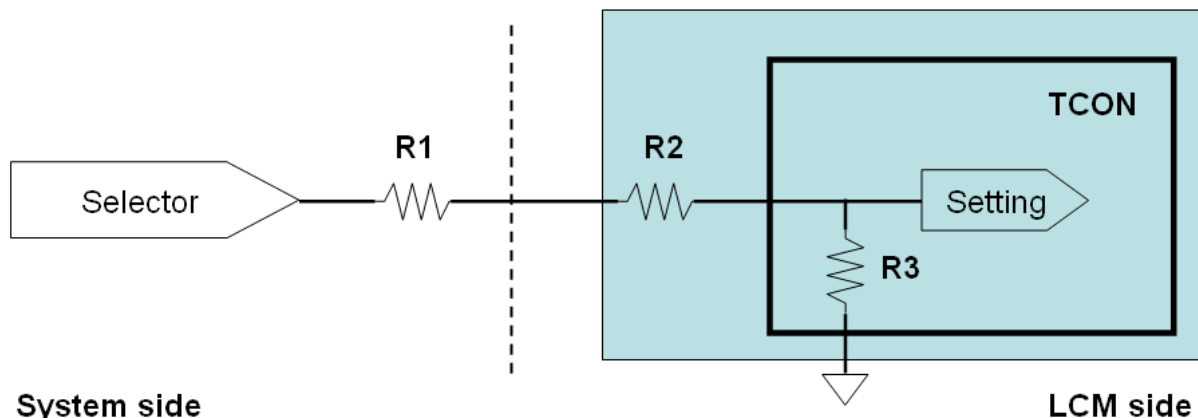 TCON
R1
R2
Selector
Setting
R3
System side
LCM side